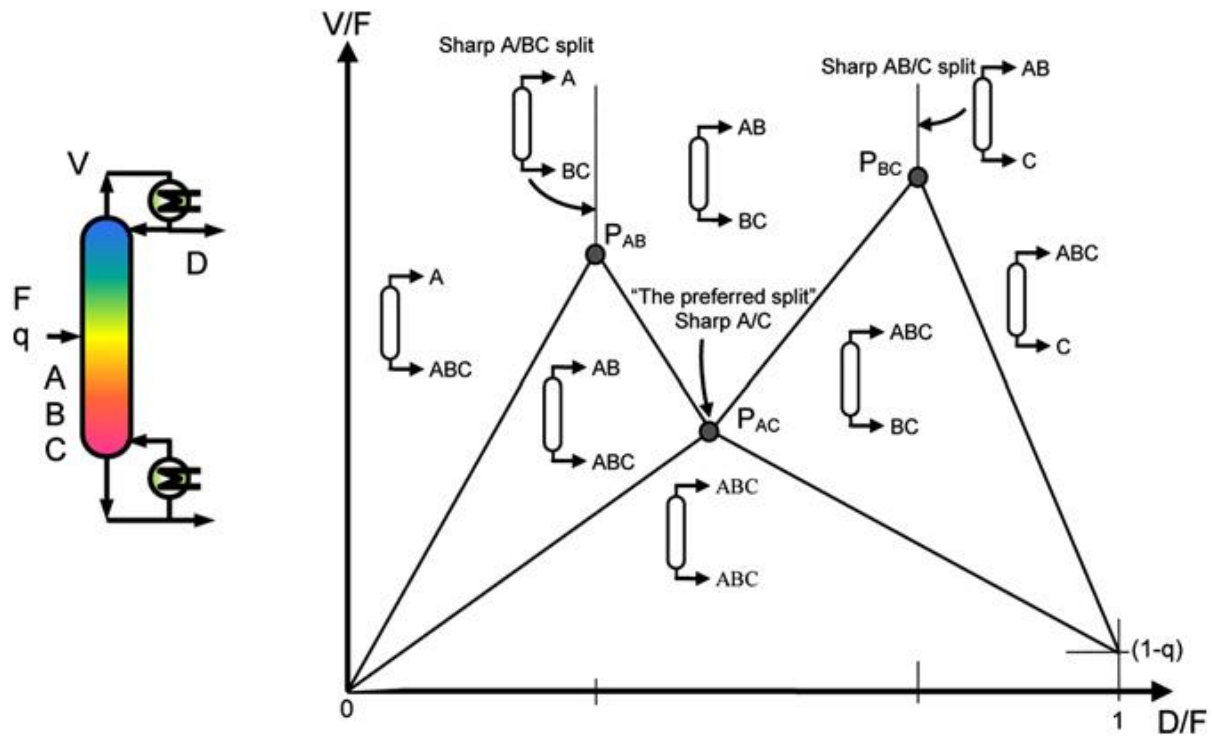 V
D
F
q
A
B
C
V/F
Sharp A/BC split
A
BC
Sharp AB/C split
AB
C
AB
BC
P_BC
P_AB
ABC
C
A
ABC
"The preferred split"
Sharp A/C
ABC
BC
AB
ABC
P_AC
ABC
ABC
(1-q)
0
1
D/F